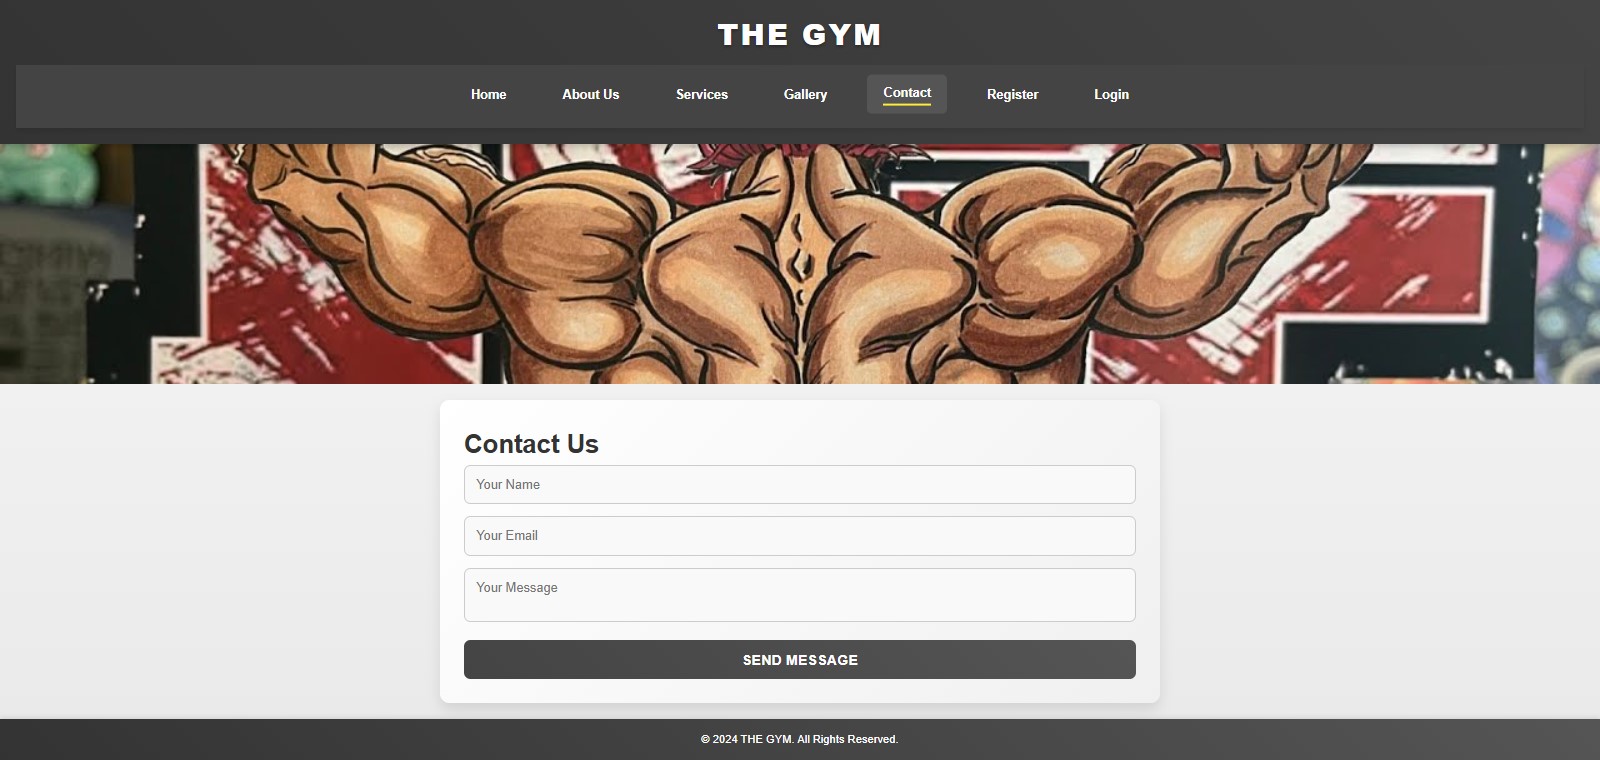 THE GYM
Home About Us Services Gallery Contact Register Login
Contact Us
Your Name
Your Email
Your Message
SEND MESSAGE
© 2024 THE GYM. All Rights Reserved.